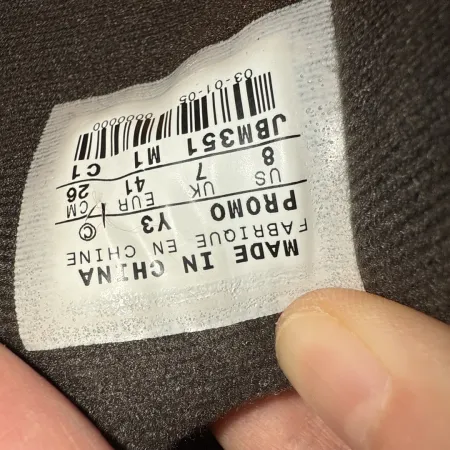 MADE IN CHINA
FABRIQUE EN CHINE
PROMO Y3 ©
US UK EUR CM
8 7 41 26
JBM351 M1 C1
00000000
03-01-05